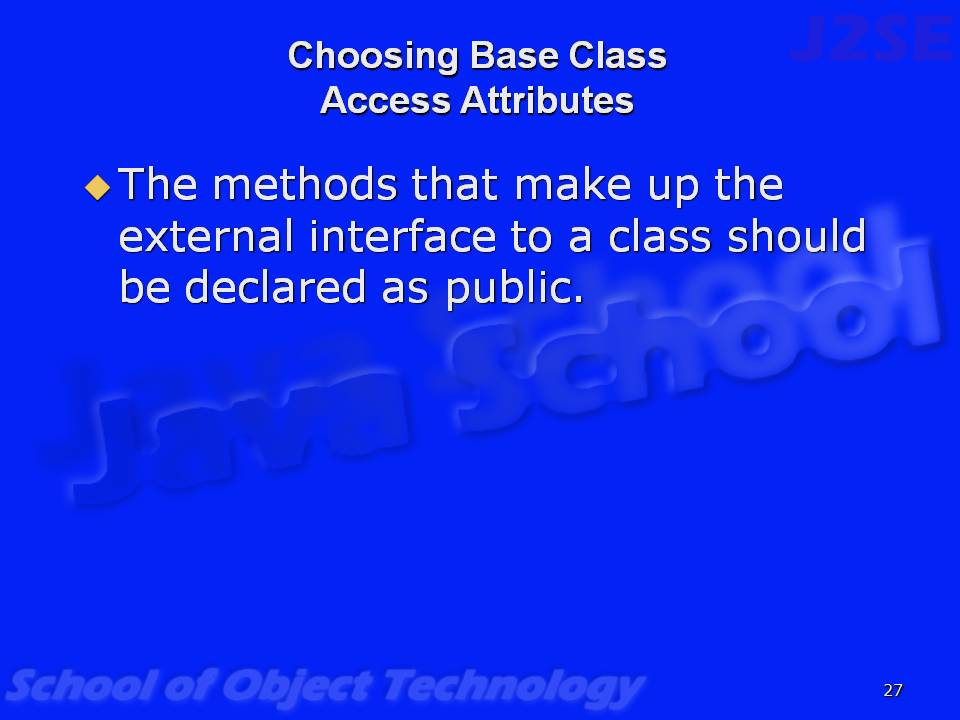 J2SE
Choosing Base Class
Access Attributes
The methods that make up the
external interface to a class should
be declared as public.
Java School
School of Object Technology
27